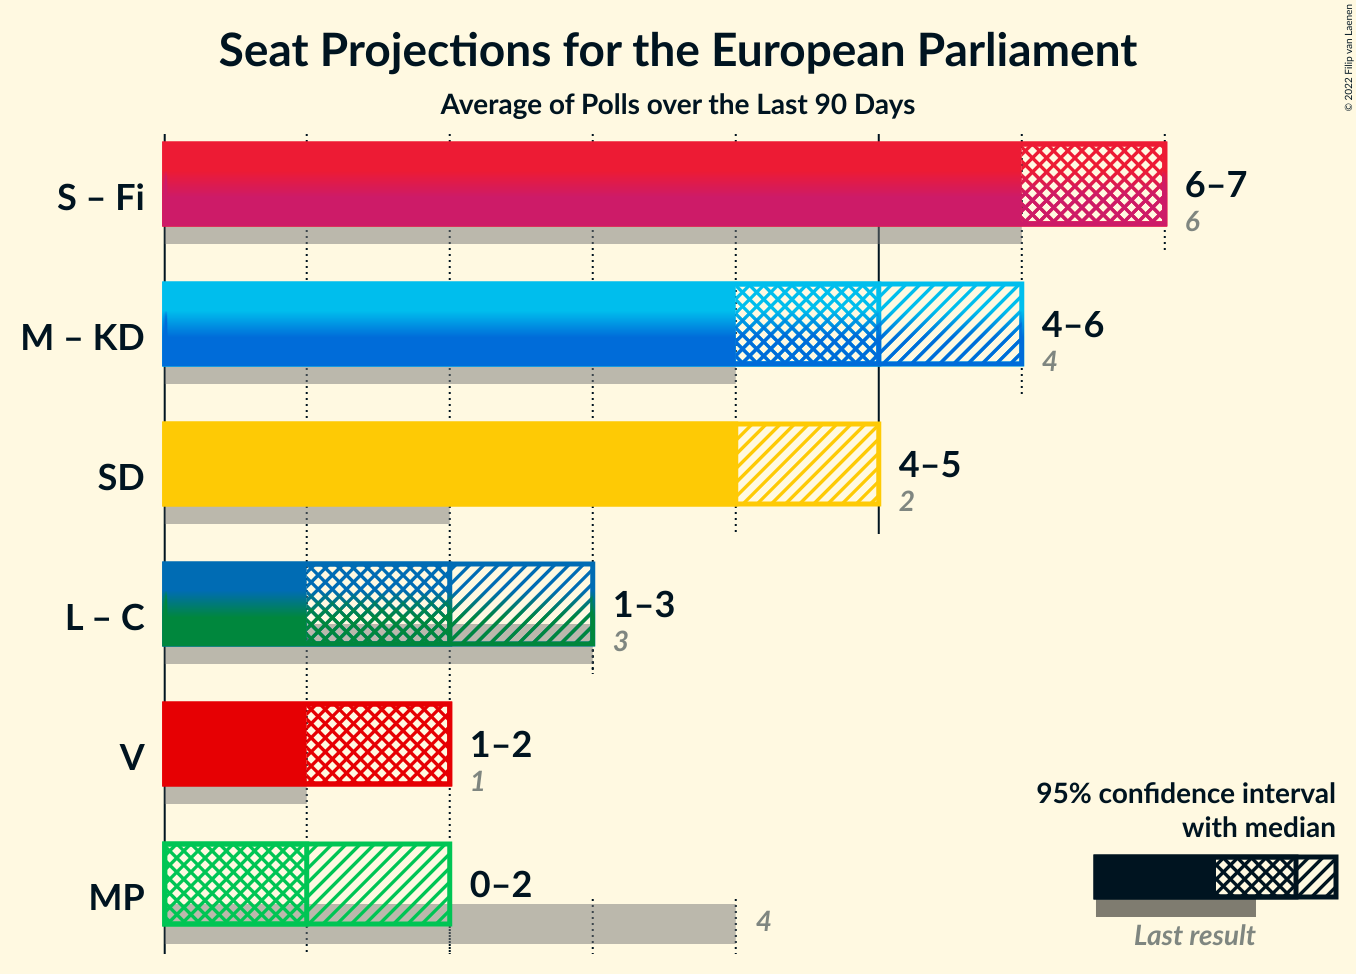 Seat Projections for the European Parliament
Average of Polls over the Last 90 Days
© 2022 Filip van Laenen
S – Fi
6–7
6
M – KD
4–6
4
SD
4–5
2
L – C
1–3
3
V
1–2
1
MP
0–2
4
95% confidence interval
with median
Last result